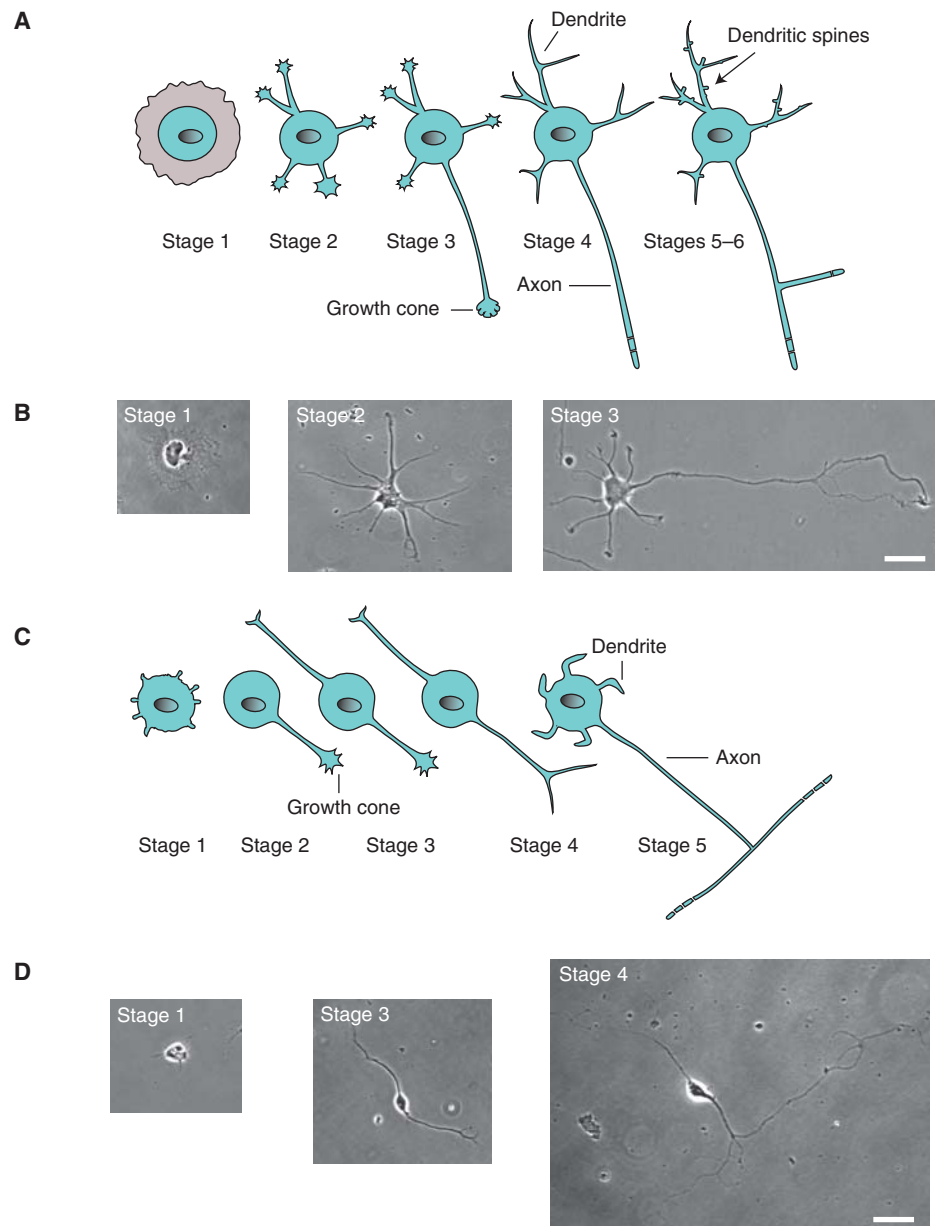 A
Dendrite
Dendritic spines
Stage 1
Stage 2
Stage 3
Stage 4
Stages 5–6
Axon
Growth cone
B
Stage 1
Stage 2
Stage 3
C
Dendrite
Axon
Growth cone
Stage 1
Stage 2
Stage 3
Stage 4
Stage 5
D
Stage 1
Stage 3
Stage 4